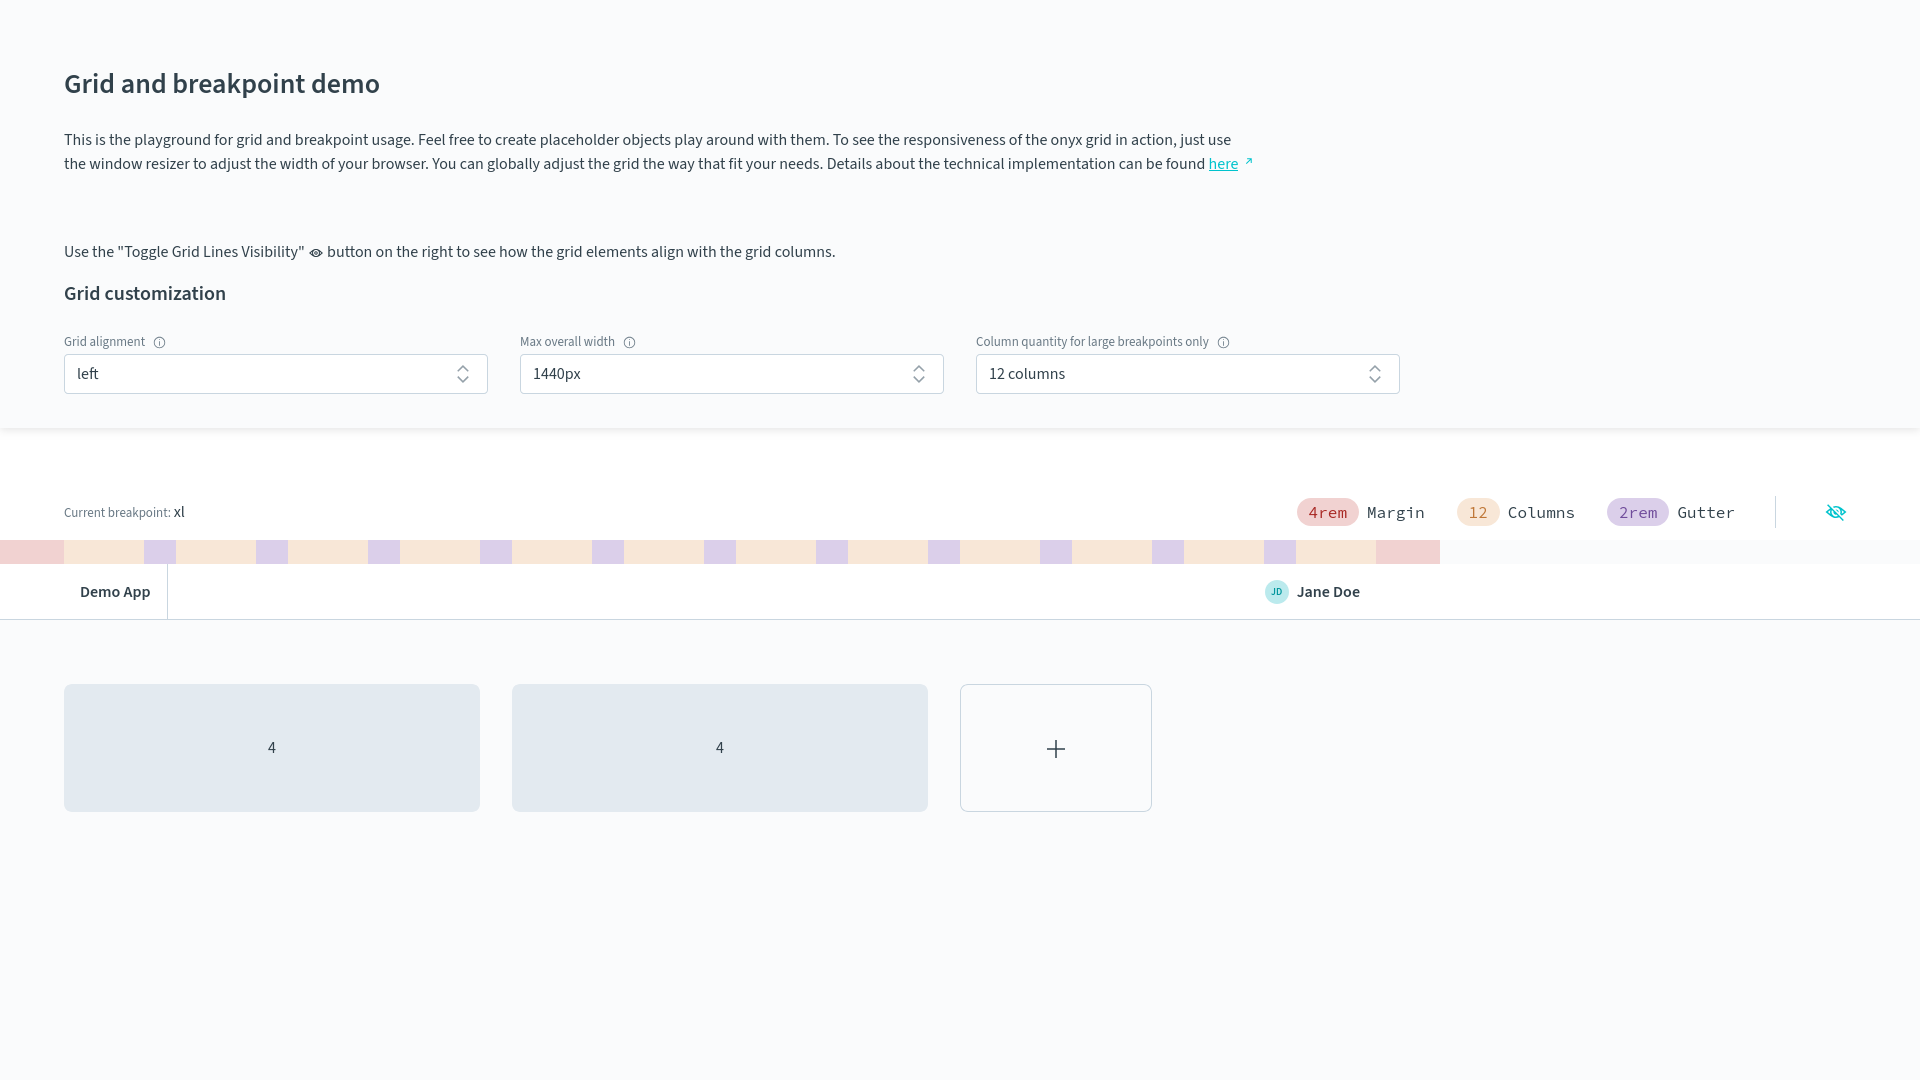 Grid and breakpoint demo
This is the playground for grid and breakpoint usage. Feel free to create placeholder objects play around with them. To see the responsiveness of the onyx grid in action, just use
the window resizer to adjust the width of your browser. You can globally adjust the grid the way that fit your needs. Details about the technical implementation can be found here
Use the "Toggle Grid Lines Visibility" button on the right to see how the grid elements align with the grid columns.
Grid customization
Grid alignment Max overall width Column quantity for large breakpoints only
left 1440px 12 columns
Current breakpoint: xl 4rem Margin 12 Columns 2rem Gutter
Demo App JD Jane Doe
4 4